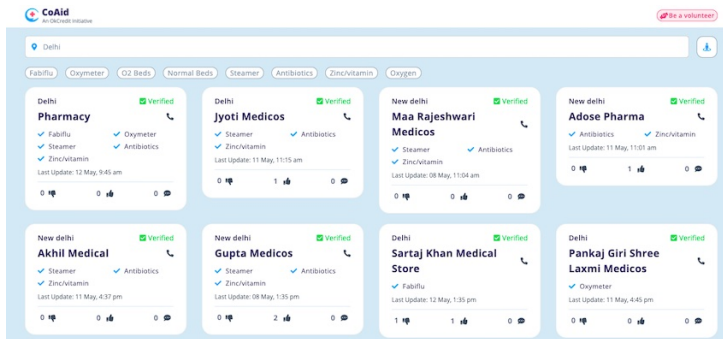 CoAid
An OkCredit Initiative
Be a volunteer
Delhi
Fabiflu Oxymeter O2 Beds Normal Beds Steamer Antibiotics Zinc/vitamin Oxygen
Delhi Verified
Pharmacy
Fabiflu Oxymeter
Steamer Antibiotics
Zinc/vitamin
Last Update: 12 May, 9:45 am
0 0 0
Delhi Verified
Jyoti Medicos
Steamer Antibiotics
Zinc/vitamin
Last Update: 11 May, 11:15 am
0 1 0
New delhi Verified
Maa Rajeshwari
Medicos
Steamer Antibiotics
Zinc/vitamin
Last Update: 08 May, 11:04 am
0 0 0
New delhi Verified
Adose Pharma
Antibiotics Zinc/vitamin
Last Update: 11 May, 11:01 am
0 1 0
New delhi Verified
Akhil Medical
Steamer Antibiotics
Zinc/vitamin
Last Update: 11 May, 4:37 pm
0 0 0
New delhi Verified
Gupta Medicos
Steamer Antibiotics
Zinc/vitamin
Last Update: 08 May, 1:35 pm
0 2 0
Delhi Verified
Sartaj Khan Medical
Store
Fabiflu
Last Update: 12 May, 1:35 pm
1 1 0
Delhi Verified
Pankaj Giri Shree
Laxmi Medicos
Oxymeter
Last Update: 11 May, 4:45 pm
0 0 0